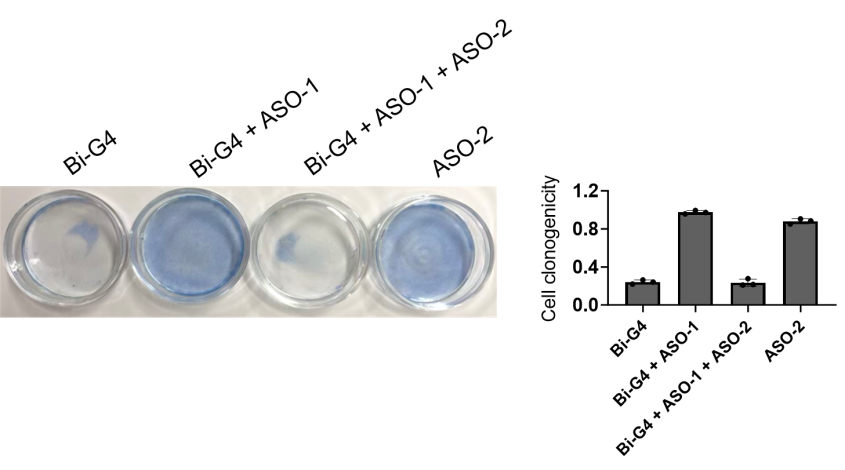 Bi-G4
Bi-G4 + ASO-1
Bi-G4 + ASO-1 + ASO-2
ASO-2
Cell clonogenicity
1.2
0.8
0.4
0.0
Bi-G4
Bi-G4 + ASO-1
Bi-G4 + ASO-1 + ASO-2
ASO-2